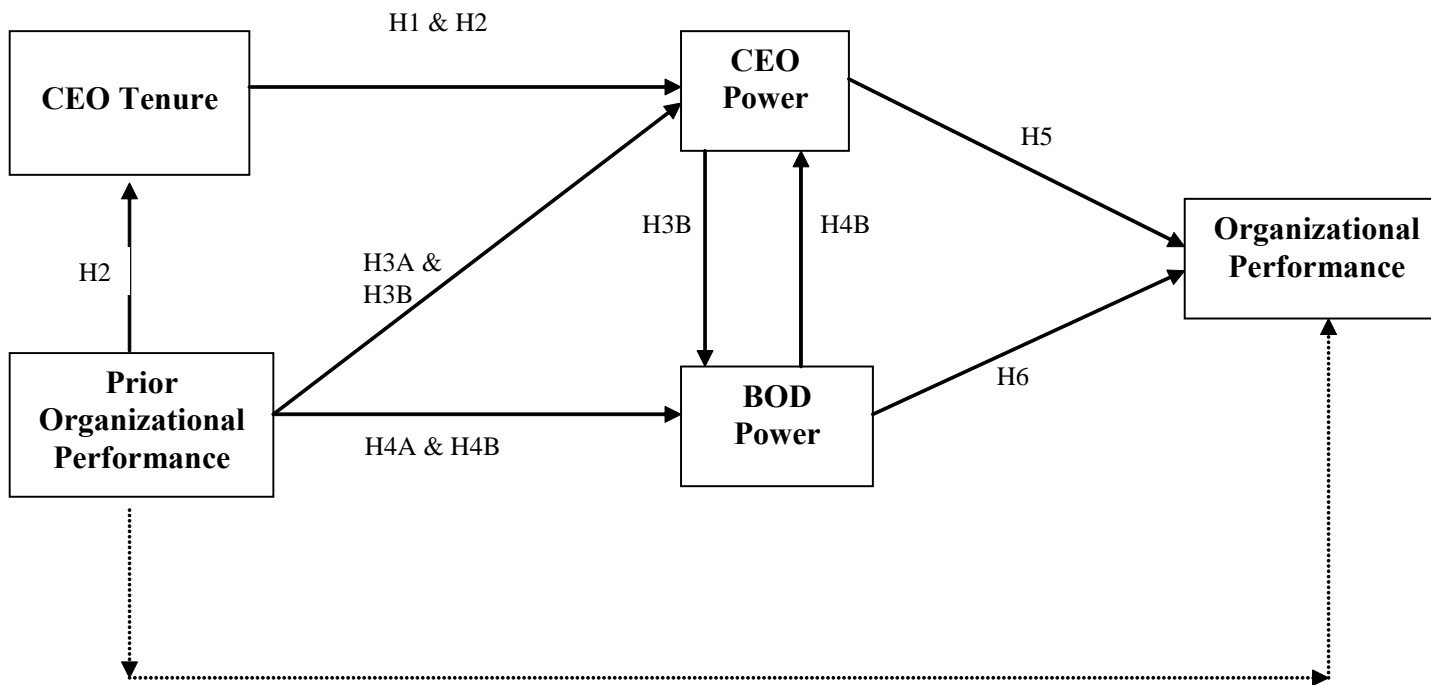 H1 & H2
CEO Tenure
CEO
Power
H5
H3B
H4B
Organizational
Performance
H2
H3A &
H3B
Prior
Organizational
Performance
H4A & H4B
BOD
Power
H6